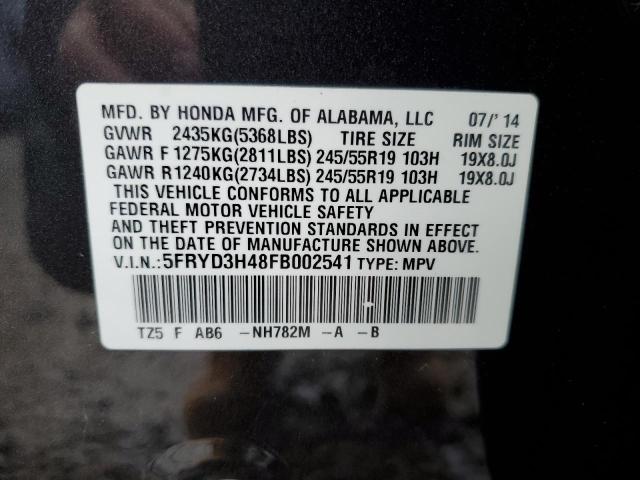 MFD. BY HONDA MFG. OF ALABAMA, LLC 07/' 14
GVWR 2435KG(5368LBS) TIRE SIZE RIM SIZE
GAWR F 1275KG(2811LBS) 245/55R19 103H 19X8.0J
GAWR R1240KG(2734LBS) 245/55R19 103H 19X8.0J
THIS VEHICLE CONFORMS TO ALL APPLICABLE
FEDERAL MOTOR VEHICLE SAFETY
AND THEFT PREVENTION STANDARDS IN EFFECT
ON THE DATE OF MANUFACTURE SHOWN ABOVE.
V.I.N.:5FRYD3H48FB002541 TYPE: MPV
TZ5 F AB6 -NH782M -A -B